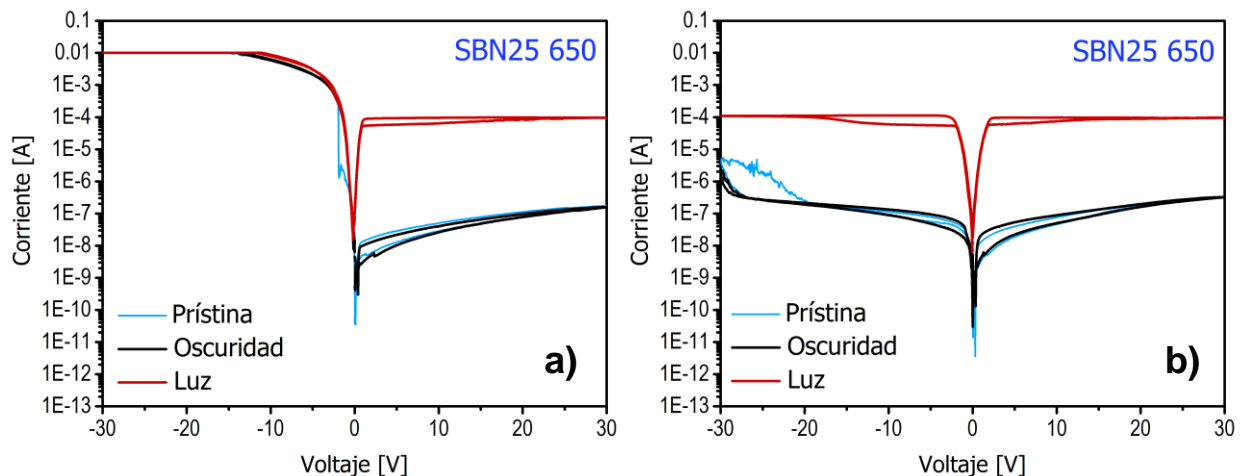 0.1
0.01
1E-3
1E-4
1E-5
1E-6
1E-7
1E-8
1E-9
1E-10
1E-11
1E-12
1E-13
Corriente [A]
SBN25 650
Prístina
Oscuridad
Luz
a)
-30
-20
-10
0
10
20
30
Voltaje [V]
0.1
0.01
1E-3
1E-4
1E-5
1E-6
1E-7
1E-8
1E-9
1E-10
1E-11
1E-12
1E-13
Corriente [A]
SBN25 650
Prístina
Oscuridad
Luz
b)
-30
-20
-10
0
10
20
30
Voltaje [V]